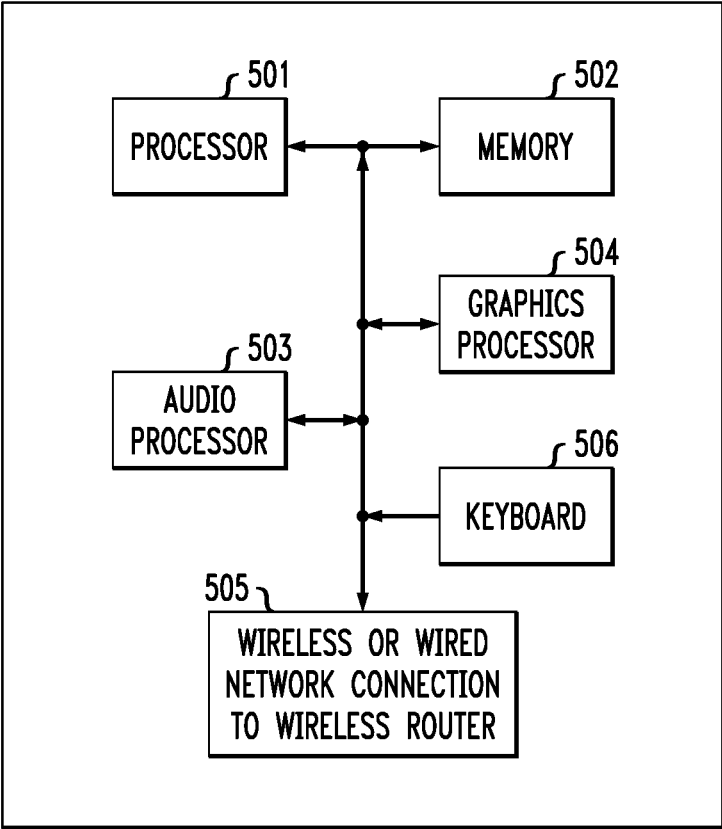 501
PROCESSOR
502
MEMORY
504
GRAPHICS
PROCESSOR
503
AUDIO
PROCESSOR
506
KEYBOARD
505
WIRELESS OR WIRED
NETWORK CONNECTION
TO WIRELESS ROUTER